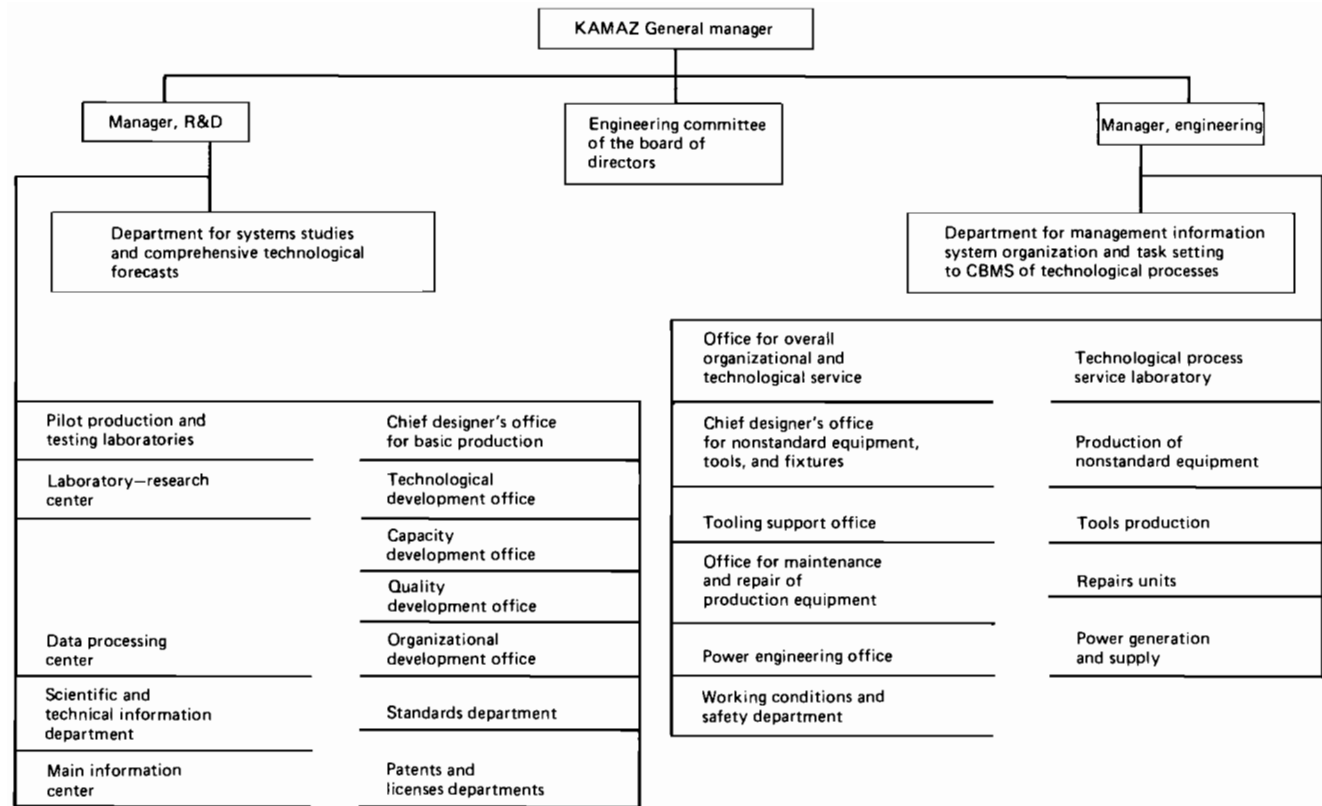 KAMAZ General manager
Manager, R&D
Engineering committee
of the board of
directors
Manager, engineering
Department for systems studies
and comprehensive technological
forecasts
Department for management information
system organization and task setting
to CBMS of technological processes
Pilot production and
testing laboratories
Laboratory—research
center
Data processing
center
Scientific and
technical information
department
Main information
center
Chief designer's office
for basic production
Technological
development office
Capacity
development office
Quality
development office
Organizational
development office
Standards department
Patents and
licenses departments
Office for overall
organizational and
technological service
Chief designer's office
for nonstandard equipment,
tools, and fixtures
Tooling support office
Office for maintenance
and repair of
production equipment
Power engineering office
Working conditions and
safety department
Technological process
service laboratory
Production of
nonstandard equipment
Tools production
Repairs units
Power generation
and supply